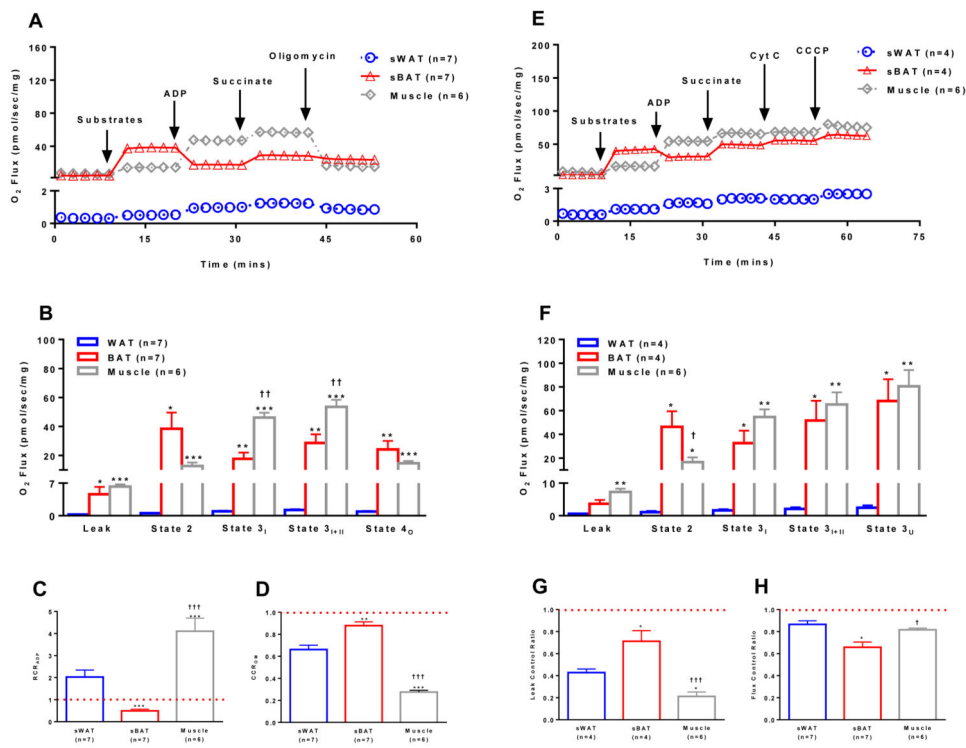 A
O₂ Flux (pmol/sec/mg)
160
120
80
40
2
0
0
15
30
45
60
Time (mins)
Substrates
ADP
Succinate
Oligomycin
sWAT (n=7)
sBAT (n=7)
Muscle (n=6)
E
O₂ Flux (pmol/sec/mg)
200
150
100
50
3
0
0
15
30
45
60
75
Time (mins)
Substrates
ADP
Succinate
Cyt C
CCCP
sWAT (n=4)
sBAT (n=4)
Muscle (n=6)
B
O₂ Flux (pmol/sec/mg)
100
80
60
40
20
7
0
WAT (n=7)
BAT (n=7)
Muscle (n=6)
* ***
* ***
** †† ***
** †† ***
** ***
Leak State 2 State 3I State 3I+II State 4O
F
O₂ Flux (pmol/sec/mg)
120
100
80
60
40
20
10
0
WAT (n=4)
BAT (n=4)
Muscle (n=6)
**
* † *
* **
* **
* **
Leak State 2 State 3I State 3I+II State 3U
C
RCRADP
5
4
3
2
1
0
***
†††
***
sWAT (n=7)
sBAT (n=7)
Muscle (n=6)
D
1.0
0.8
0.6
0.4
0.2
0.0
**
†††
***
sWAT (n=7)
sBAT (n=7)
Muscle (n=6)
G
Leak Control Ratio
1.0
0.8
0.6
0.4
0.2
0.0
*
†††
*
sWAT (n=4)
sBAT (n=4)
Muscle (n=6)
H
Flux Control Ratio
1.0
0.8
0.6
0.4
0.2
0.0
*
†
sWAT (n=7)
sBAT (n=7)
Muscle (n=6)